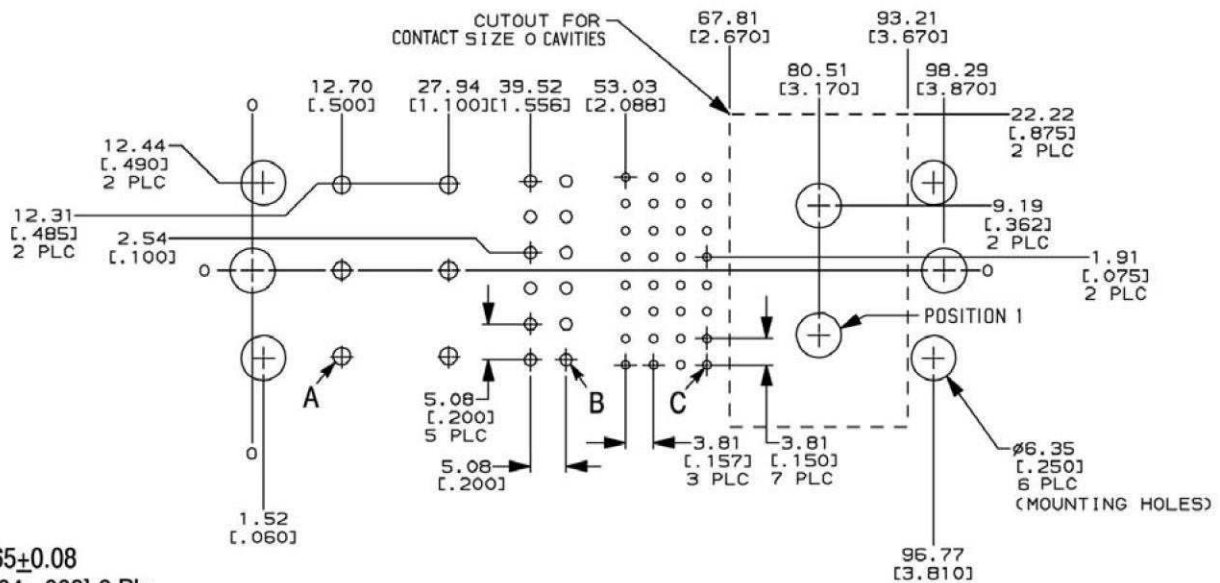 CUTOUT FOR
CONTACT SIZE 0 CAVITIES
67.81
[2.670]
93.21
[3.670]
80.51
[3.170]
98.29
[3.870]
12.70
[.500]
27.94
[1.100]
39.52
[1.556]
53.03
[2.088]
0
22.22
[.875]
2 PLC
12.44
[.490]
2 PLC
12.31
[.485]
2 PLC
2.54
[.100]
9.19
[.362]
2 PLC
0
0
1.91
[.075]
2 PLC
POSITION 1
A
B
C
5.08
[.200]
5 PLC
5.08
[.200]
3.81
[.157]
3 PLC
3.81
[.150]
7 PLC
ø6.35
[.250]
6 PLC
(MOUNTING HOLES)
0
1.52
[.060]
96.77
[3.810]
65±0.08